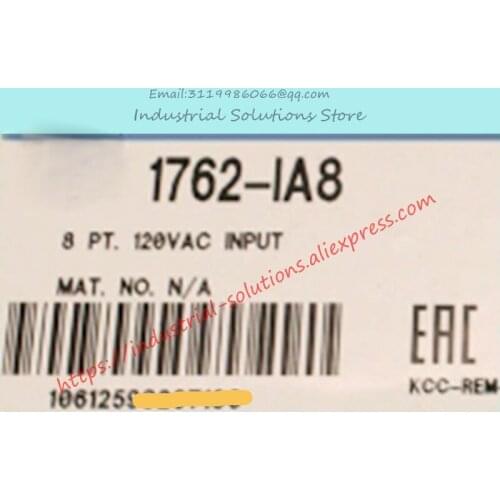 Email:3119986066@qq.com
Industrial Solutions Store
1762-IA8
8 PT. 120VAC INPUT
MAT. NO. N/A
https://industrial-solutions.aliexpress.com/
EAC
KCC-REM-